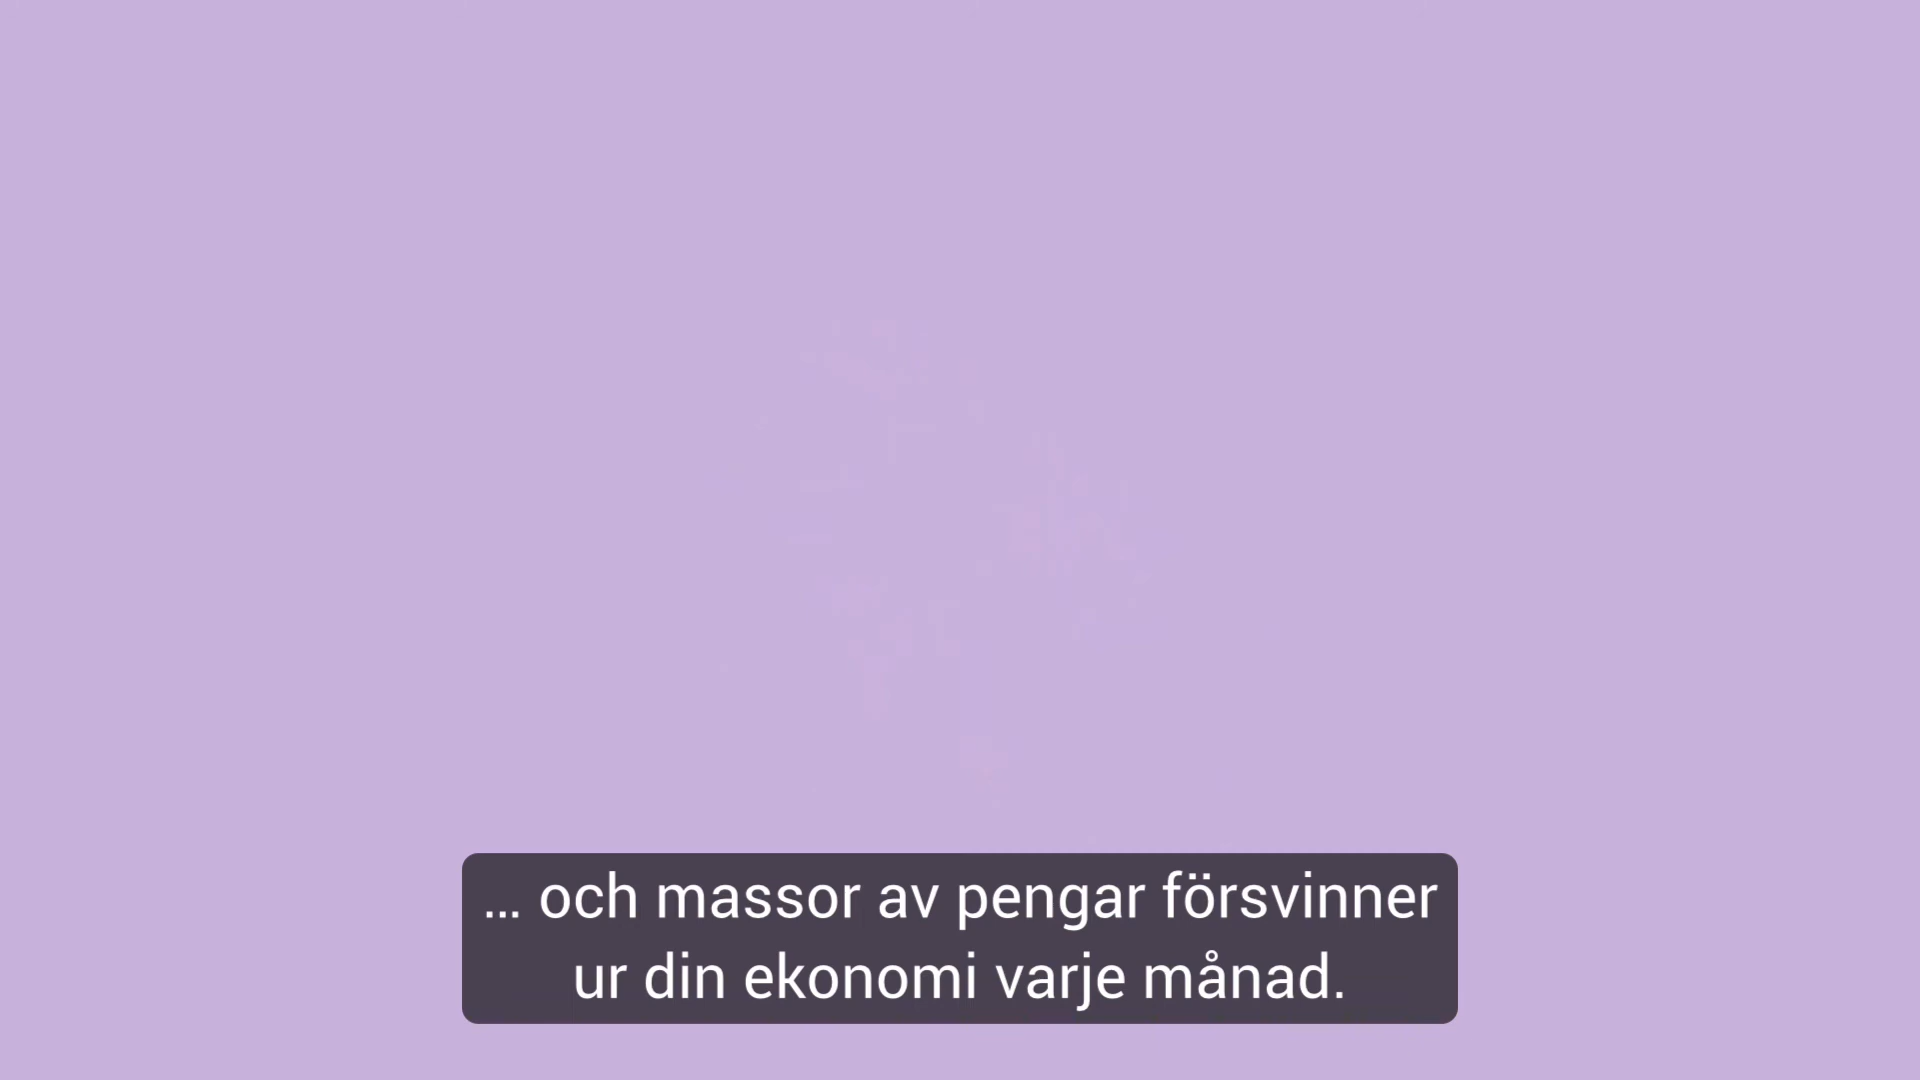 … och massor av pengar försvinner
ur din ekonomi varje månad.